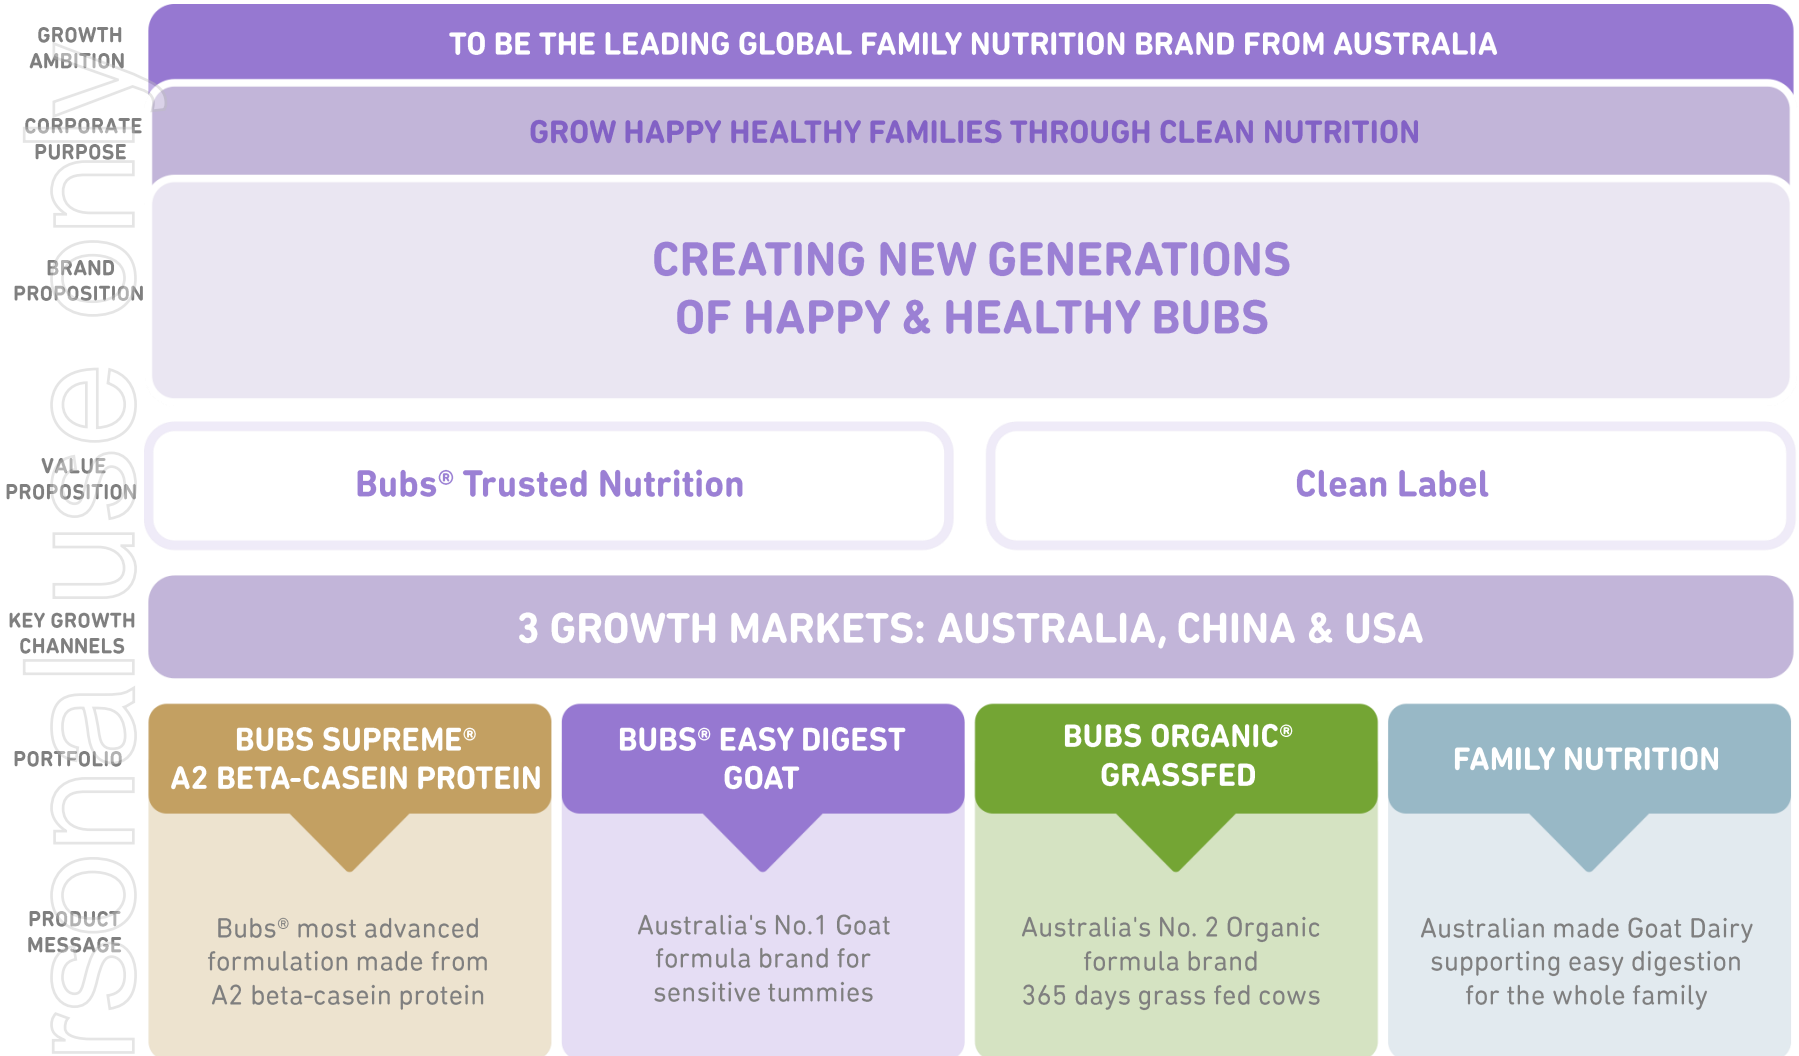 GROWTH
AMBITION
TO BE THE LEADING GLOBAL FAMILY NUTRITION BRAND FROM AUSTRALIA
CORPORATE
PURPOSE
GROW HAPPY HEALTHY FAMILIES THROUGH CLEAN NUTRITION
BRAND
PROPOSITION
CREATING NEW GENERATIONS
OF HAPPY & HEALTHY BUBS
VALUE
PROPOSITION
Bubs® Trusted Nutrition
Clean Label
KEY GROWTH
CHANNELS
3 GROWTH MARKETS: AUSTRALIA, CHINA & USA
PORTFOLIO
BUBS SUPREME®
A2 BETA-CASEIN PROTEIN
BUBS® EASY DIGEST
GOAT
BUBS ORGANIC®
GRASSFED
FAMILY NUTRITION
PRODUCT
MESSAGE
Bubs® most advanced
formulation made from
A2 beta-casein protein
Australia's No.1 Goat
formula brand for
sensitive tummies
Australia's No. 2 Organic
formula brand
365 days grass fed cows
Australian made Goat Dairy
supporting easy digestion
for the whole family
rsonal use only